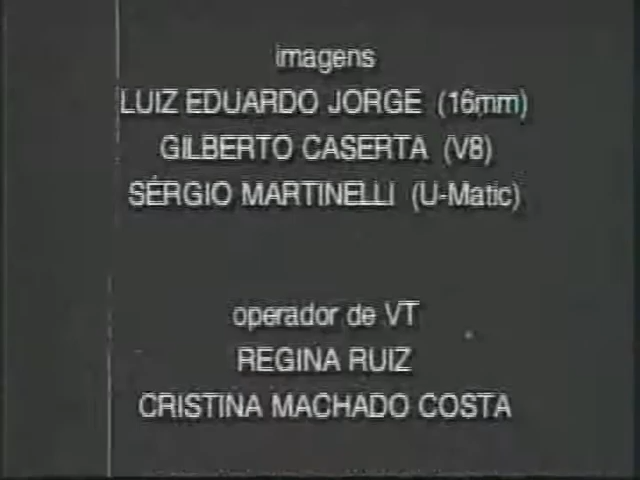 imagens
LUIZ EDUARDO JORGE (16mm)
GILBERTO CASERTA (V8)
SÉRGIO MARTINELLI (U-Matic)
operador de VT
REGINA RUIZ
CRISTINA MACHADO COSTA